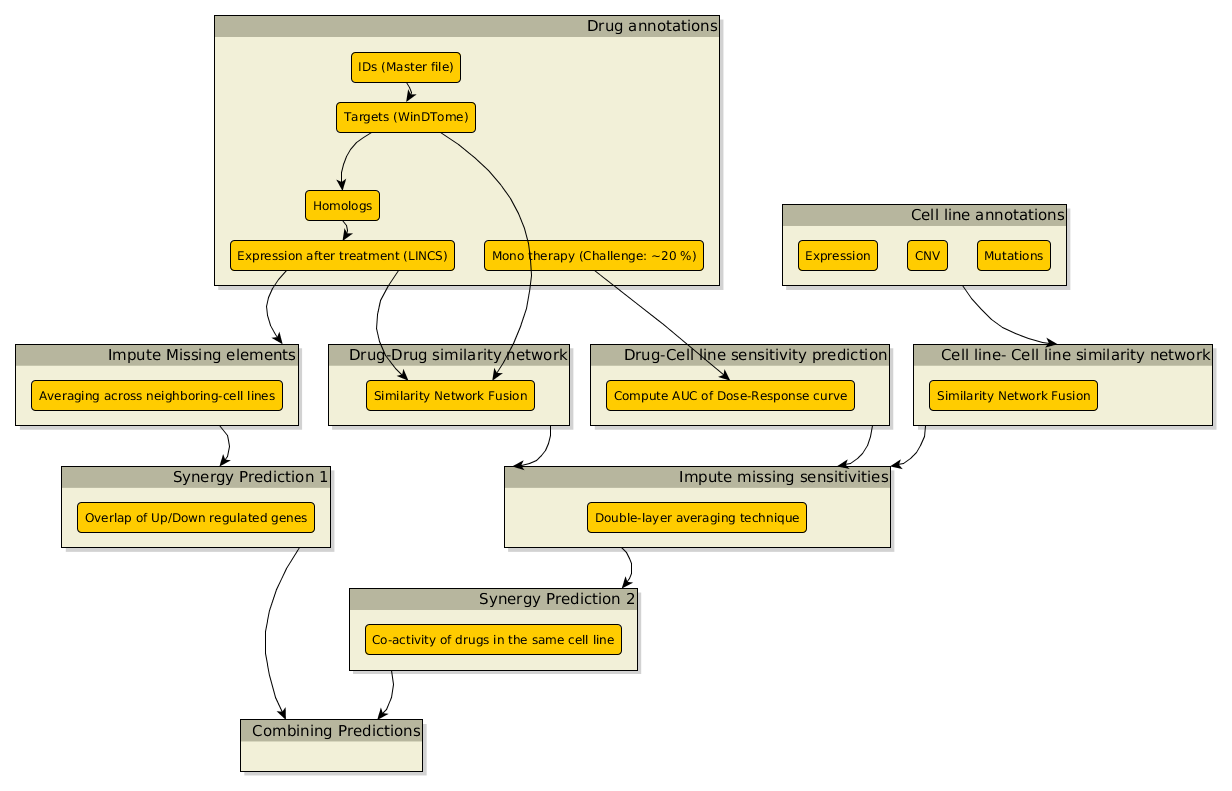 Drug annotations
IDs (Master file)
Targets (WinDTome)
Homologs
Expression after treatment (LINCS)
Mono therapy (Challenge: ~20 %)
Cell line annotations
Expression
CNV
Mutations
Impute Missing elements
Averaging across neighboring-cell lines
Drug-Drug similarity network
Similarity Network Fusion
Drug-Cell line sensitivity prediction
Compute AUC of Dose-Response curve
Cell line- Cell line similarity network
Similarity Network Fusion
Synergy Prediction 1
Overlap of Up/Down regulated genes
Impute missing sensitivities
Double-layer averaging technique
Synergy Prediction 2
Co-activity of drugs in the same cell line
Combining Predictions